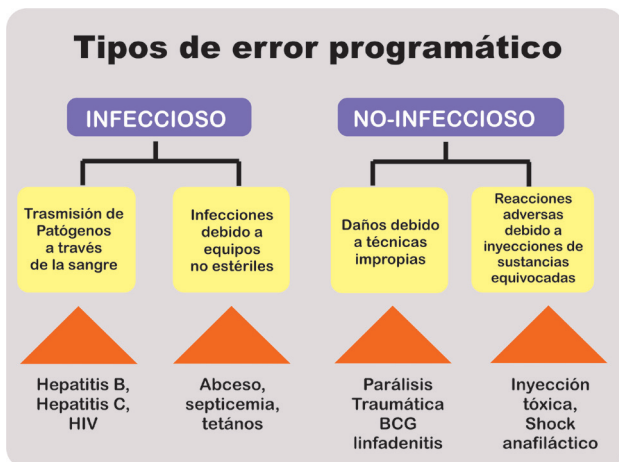 Tipos de error programático
INFECCIOSO
NO-INFECCIOSO
Trasmisión de
Patógenos
a través
de la sangre
Infecciones
debido a
equipos
no estériles
Daños debido
a técnicas
impropias
Reacciones
adversas debido a
inyecciones de
sustancias
equivocadas
Hepatitis B,
Hepatitis C,
HIV
Abceso,
septicemia,
tetános
Parálisis
Traumática
BCG
linfadenitis
Inyección
tóxica,
Shock
anafiláctico